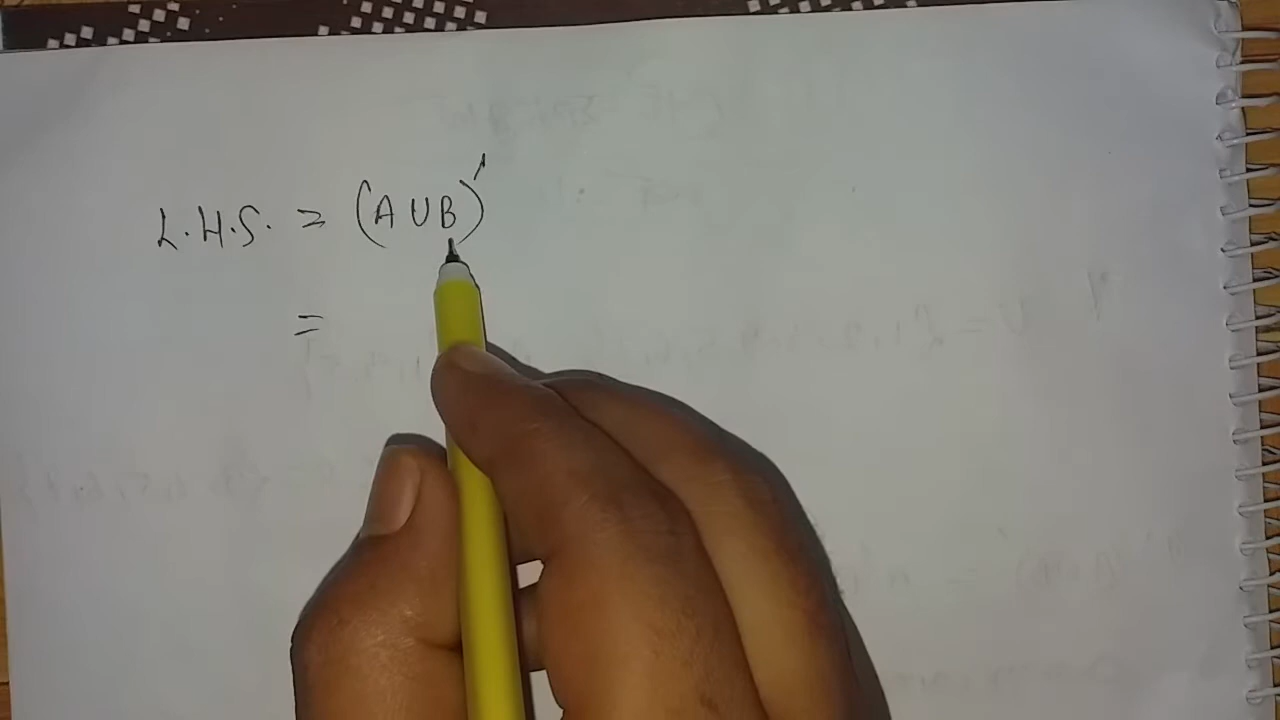 L.H.S. = (A∪B)'
=